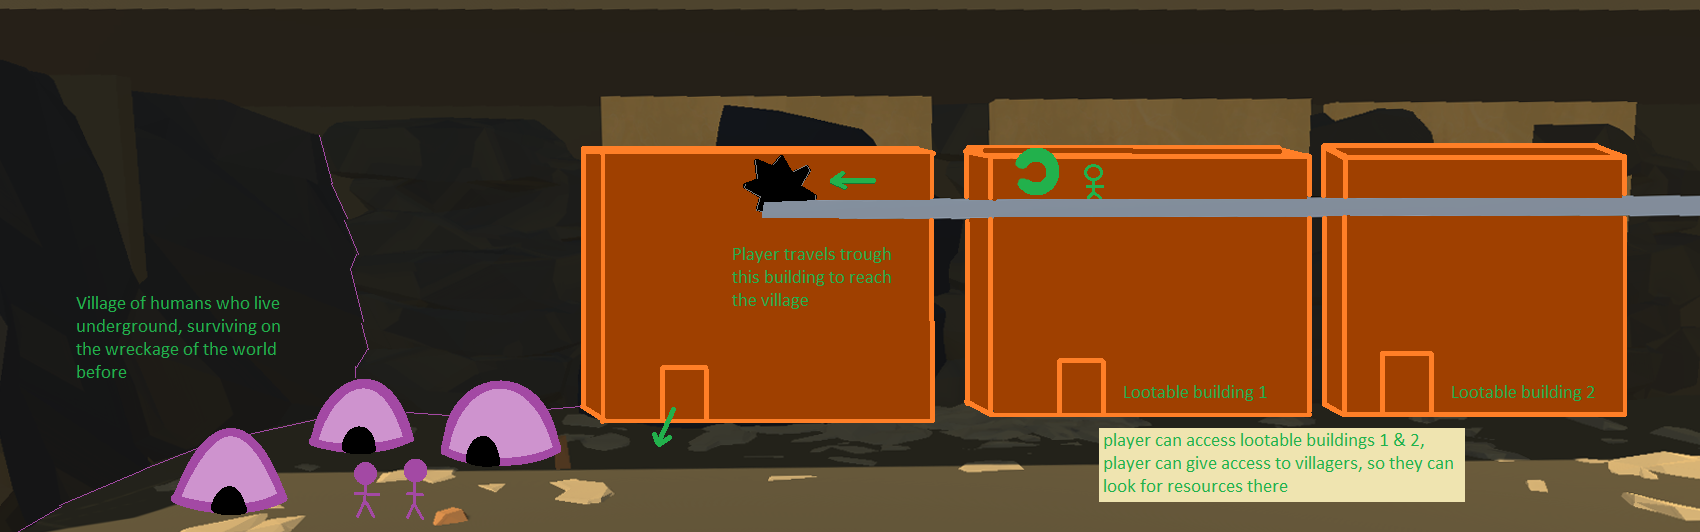 Village of humans who live
underground, surviving on
the wreckage of the world
before
Player travels trough
this building to reach
the village
Lootable building 1
Lootable building 2
player can access lootable buildings 1 & 2,
player can give access to villagers, so they can
look for resources there